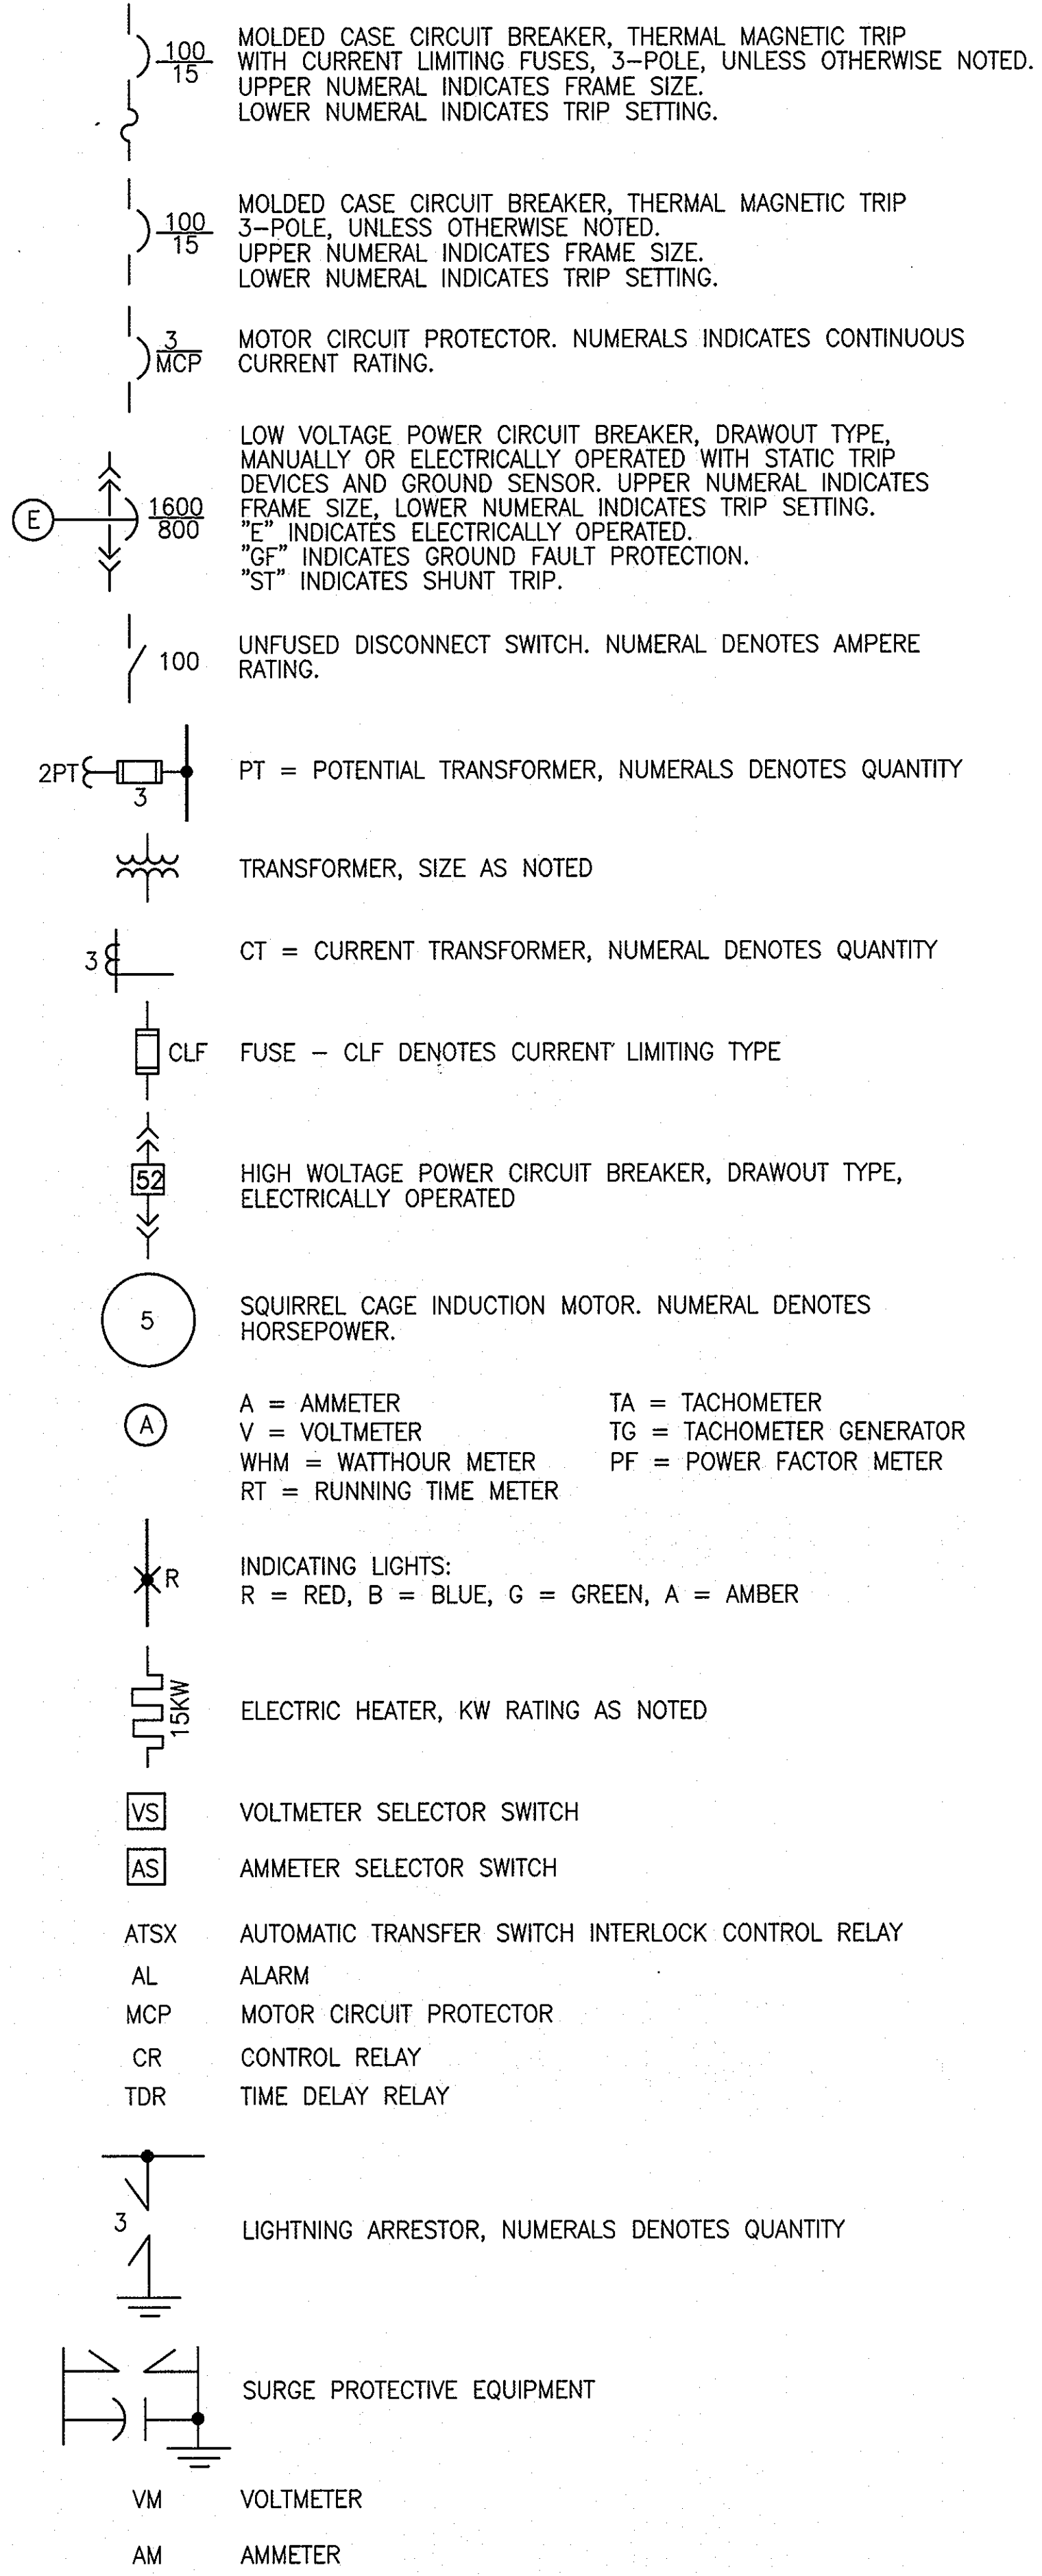 100
15
MOLDED CASE CIRCUIT BREAKER, THERMAL MAGNETIC TRIP
WITH CURRENT LIMITING FUSES, 3-POLE, UNLESS OTHERWISE NOTED.
UPPER NUMERAL INDICATES FRAME SIZE.
LOWER NUMERAL INDICATES TRIP SETTING.
100
15
MOLDED CASE CIRCUIT BREAKER, THERMAL MAGNETIC TRIP
3-POLE, UNLESS OTHERWISE NOTED.
UPPER NUMERAL INDICATES FRAME SIZE.
LOWER NUMERAL INDICATES TRIP SETTING.
3
MCP
MOTOR CIRCUIT PROTECTOR. NUMERALS INDICATES CONTINUOUS
CURRENT RATING.
E
1600
800
LOW VOLTAGE POWER CIRCUIT BREAKER, DRAWOUT TYPE,
MANUALLY OR ELECTRICALLY OPERATED WITH STATIC TRIP
DEVICES AND GROUND SENSOR. UPPER NUMERAL INDICATES
FRAME SIZE, LOWER NUMERAL INDICATES TRIP SETTING.
"E" INDICATES ELECTRICALLY OPERATED.
"GF" INDICATES GROUND FAULT PROTECTION.
"ST" INDICATES SHUNT TRIP.
100
UNFUSED DISCONNECT SWITCH. NUMERAL DENOTES AMPERE
RATING.
2PT
3
PT = POTENTIAL TRANSFORMER, NUMERALS DENOTES QUANTITY
TRANSFORMER, SIZE AS NOTED
3
CT = CURRENT TRANSFORMER, NUMERAL DENOTES QUANTITY
CLF
FUSE - CLF DENOTES CURRENT LIMITING TYPE
52
HIGH WOLTAGE POWER CIRCUIT BREAKER, DRAWOUT TYPE,
ELECTRICALLY OPERATED
5
SQUIRREL CAGE INDUCTION MOTOR. NUMERAL DENOTES
HORSEPOWER.
A
A = AMMETER TA = TACHOMETER
V = VOLTMETER TG = TACHOMETER GENERATOR
WHM = WATTHOUR METER PF = POWER FACTOR METER
RT = RUNNING TIME METER
R
INDICATING LIGHTS:
R = RED, B = BLUE, G = GREEN, A = AMBER
15KW
ELECTRIC HEATER, KW RATING AS NOTED
VS VOLTMETER SELECTOR SWITCH
AS AMMETER SELECTOR SWITCH
ATSX AUTOMATIC TRANSFER SWITCH INTERLOCK CONTROL RELAY
AL ALARM
MCP MOTOR CIRCUIT PROTECTOR
CR CONTROL RELAY
TDR TIME DELAY RELAY
3
LIGHTNING ARRESTOR, NUMERALS DENOTES QUANTITY
SURGE PROTECTIVE EQUIPMENT
VM VOLTMETER
AM AMMETER